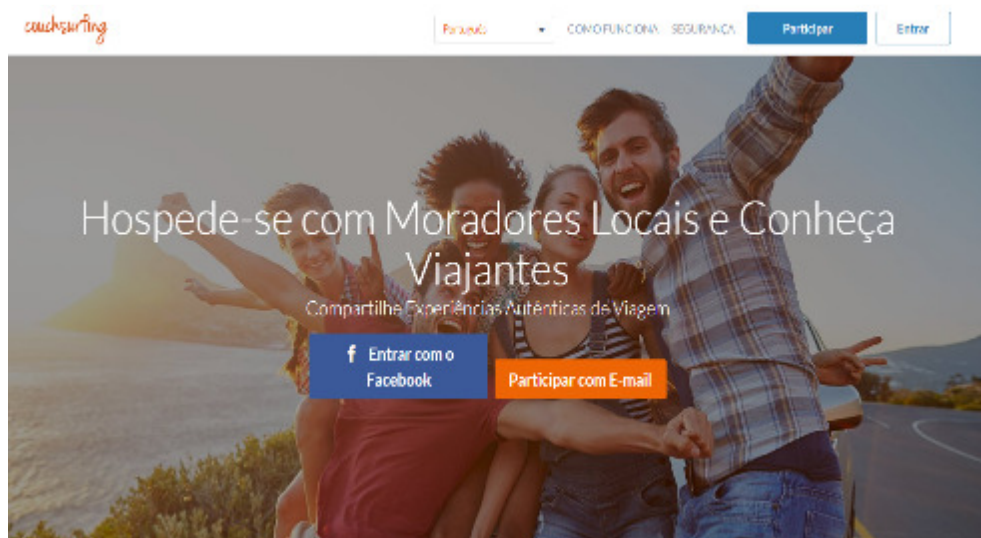 couchsurfing
Português
COMO FUNCIONA
SEGURANÇA
Participar
Entrar
Hospede-se com Moradores Locais e Conheça
Viajantes
Compartilhe Experiências Autênticas de Viagem
f Entrar com o
Facebook
Participar com E-mail